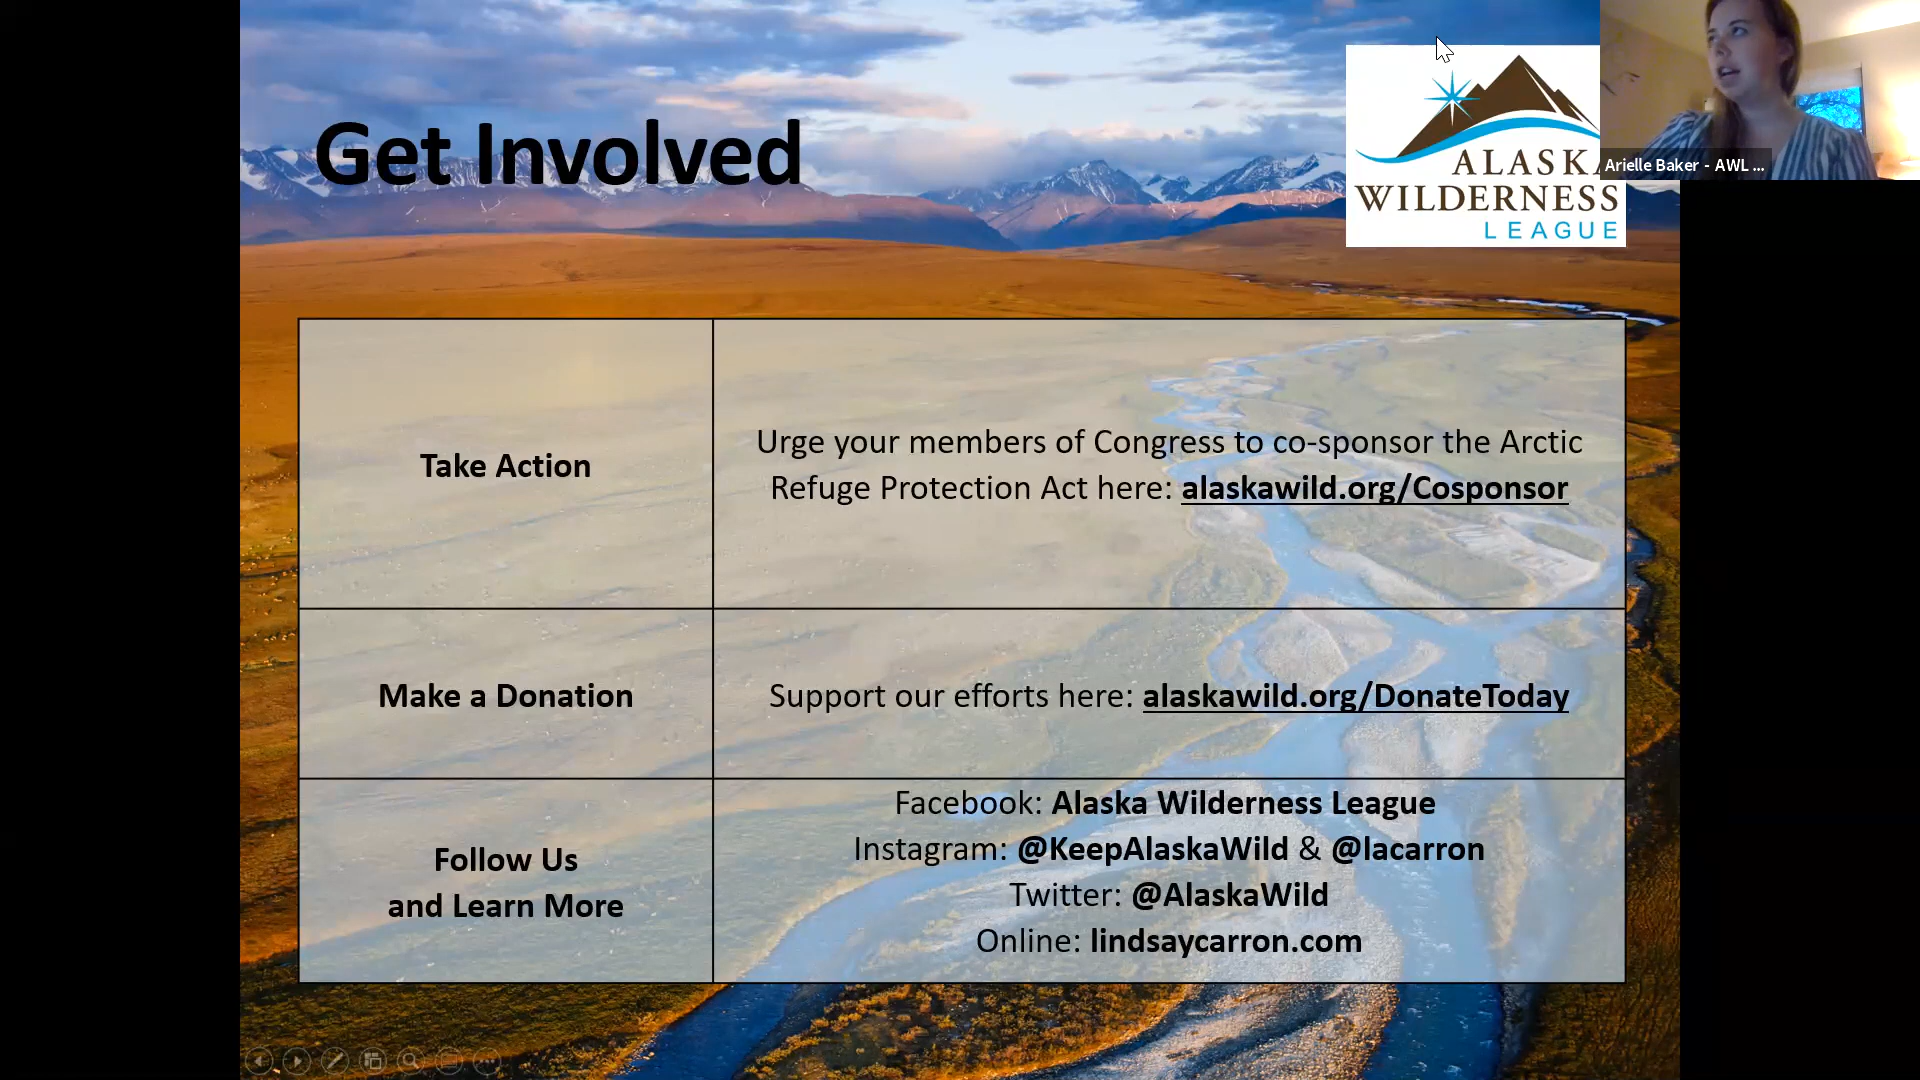 Get Involved
ALASKA
WILDERNESS
LEAGUE
Arielle Baker - AWL ...
Take Action
Urge your members of Congress to co-sponsor the Arctic
Refuge Protection Act here: alaskawild.org/Cosponsor
Make a Donation
Support our efforts here: alaskawild.org/DonateToday
Follow Us
and Learn More
Facebook: Alaska Wilderness League
Instagram: @KeepAlaskaWild & @lacarron
Twitter: @AlaskaWild
Online: lindsaycarron.com